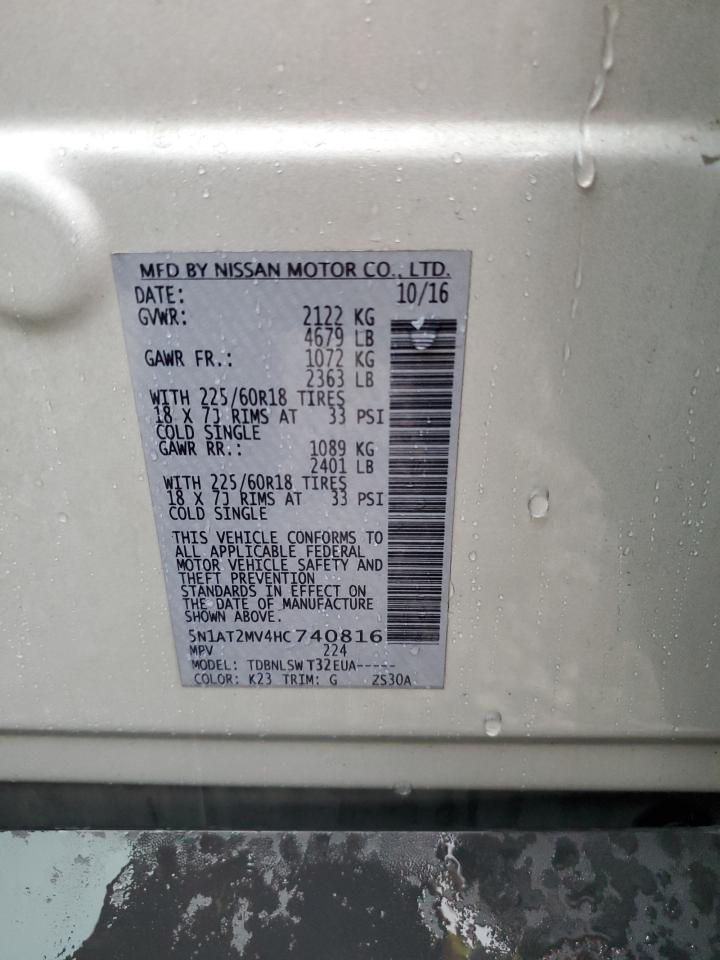 MFD BY NISSAN MOTOR CO., LTD.
DATE: 10/16
GVWR: 2122 KG
4679 LB
GAWR FR.: 1072 KG
2363 LB
WITH 225/60R18 TIRES
18 X 7J RIMS AT 33 PSI
COLD SINGLE
GAWR RR.: 1089 KG
2401 LB
WITH 225/60R18 TIRES
18 X 7J RIMS AT 33 PSI
COLD SINGLE
THIS VEHICLE CONFORMS TO
ALL APPLICABLE FEDERAL
MOTOR VEHICLE SAFETY AND
THEFT PREVENTION
STANDARDS IN EFFECT ON
THE DATE OF MANUFACTURE
SHOWN ABOVE.
5N1AT2MV4HC740816
MPV 224
MODEL: TDBNLSW T32EUA-----
COLOR: K23 TRIM: G ZS30A